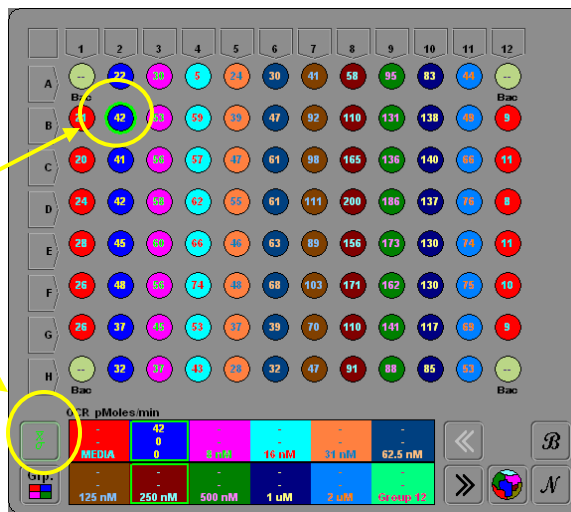 1 2 3 4 5 6 7 8 9 10 11 12
A -- 22 30 5 24 30 41 58 95 83 44 --
Bac Bac
B 21 42 53 59 39 47 92 110 131 138 49 9
C 20 41 56 57 47 61 98 165 136 140 66 11
D 24 42 58 62 55 61 111 200 186 137 76 8
E 28 45 60 66 46 63 89 156 173 130 74 11
F 26 48 56 74 48 68 103 171 162 130 75 10
G 26 37 45 53 37 39 70 110 141 117 69 9
H -- 32 37 43 28 32 47 91 88 85 53 --
Bac Bac
OCR pMoles/min
- 42 - - - -
- 0 - - - -
MEDIA 0 8 nM 16 nM 31 nM 62.5 nM
B
Grp.
- - - - - -
- - - - - -
125 nM 250 nM 500 nM 1 uM 2 uM Group 12
N